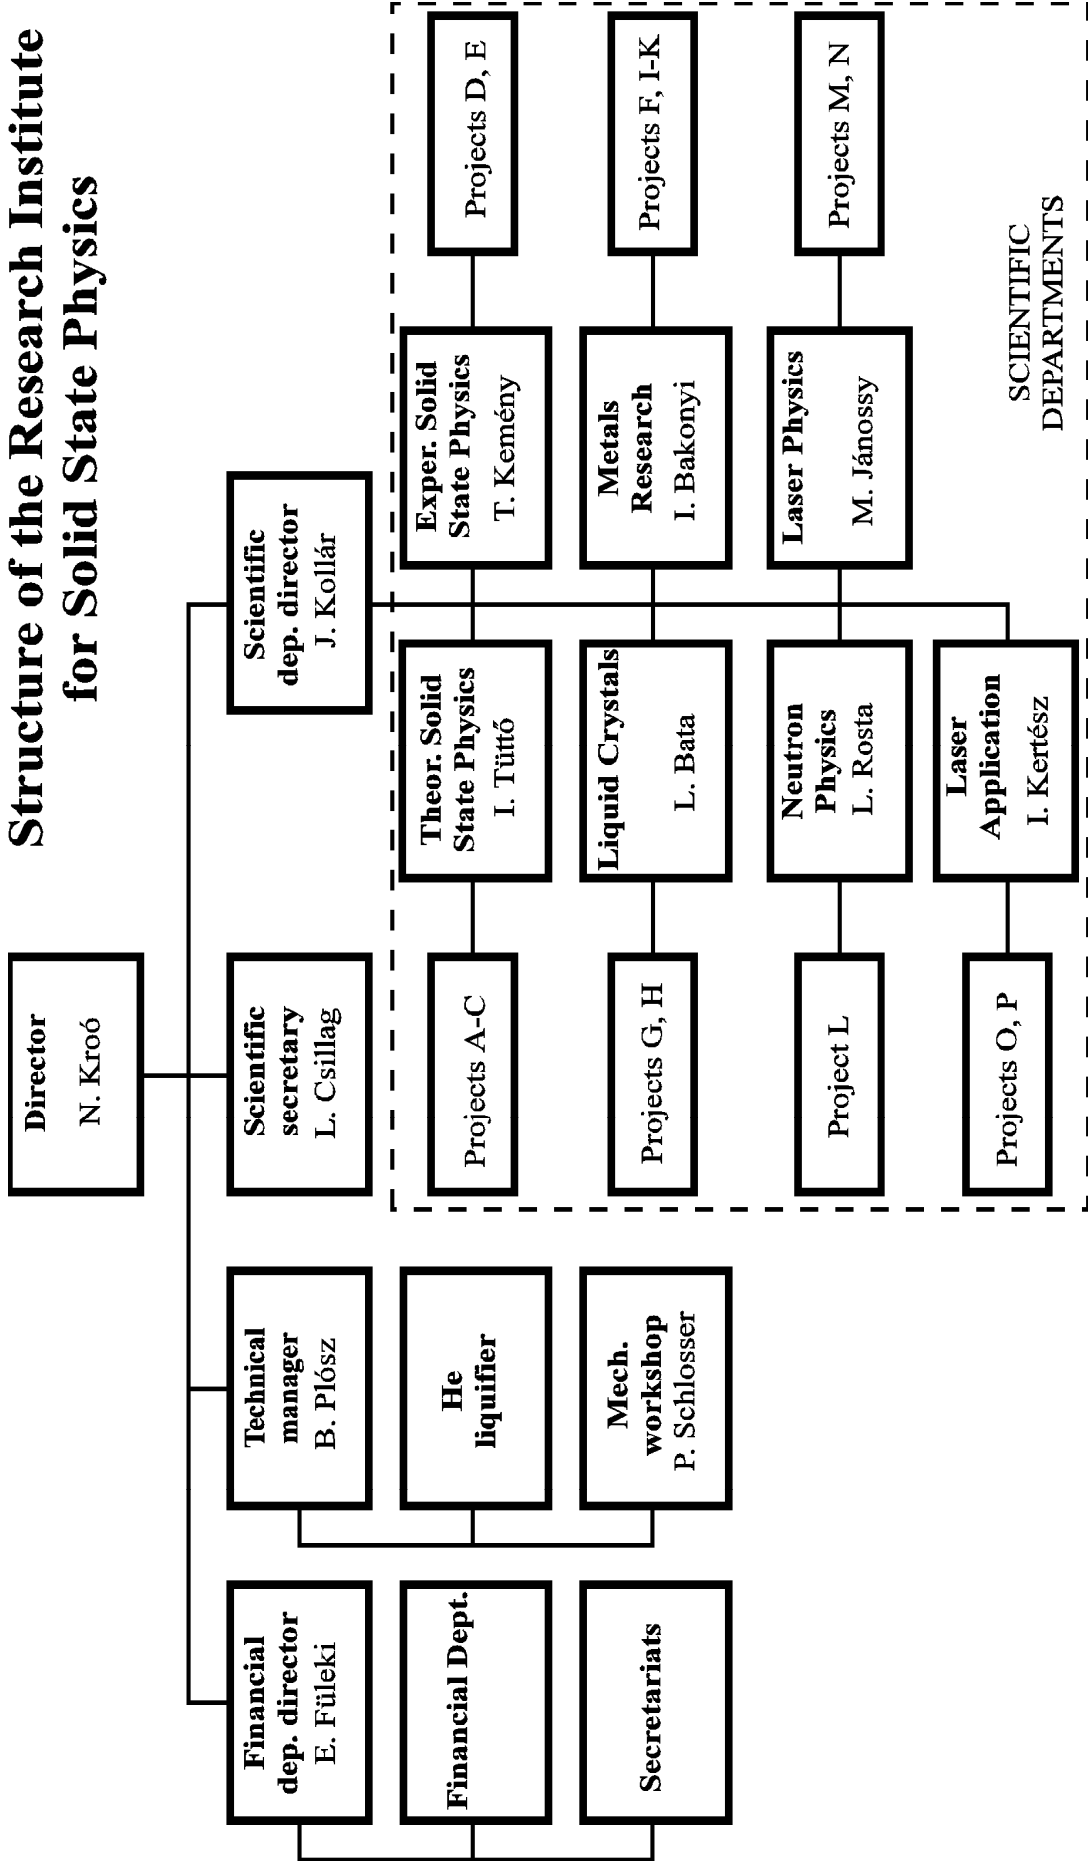 Structure of the Research Institute
for Solid State Physics
Director
N. Kroó
Financial
dep. director
E. Füleki
Technical
manager
B. Plósz
Scientific
secretary
L. Csillag
Scientific
dep. director
J. Kollár
Financial Dept.
Secretariats
He
liquifier
Mech.
workshop
P. Schlosser
Projects A-C
Theor. Solid
State Physics
I. Tüttő
Exper. Solid
State Physics
T. Kemény
Projects D, E
Projects G, H
Liquid Crystals
L. Bata
Metals
Research
I. Bakonyi
Projects F, I-K
Project L
Neutron
Physics
L. Rosta
Laser Physics
M. Jánossy
Projects M, N
Projects O, P
Laser
Application
I. Kertész
SCIENTIFIC
DEPARTMENTS